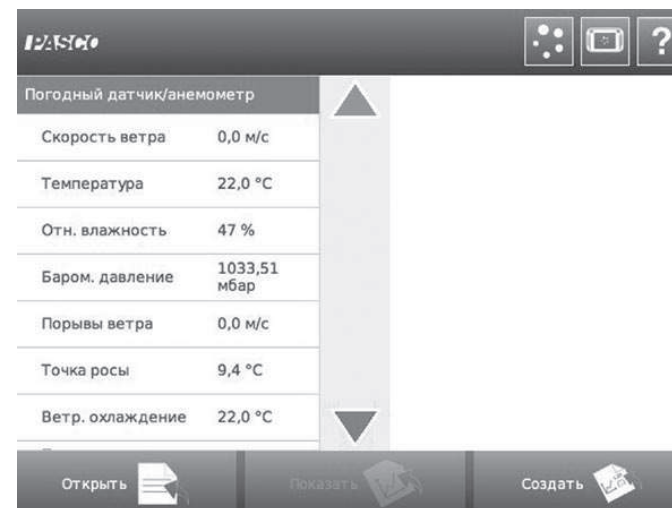 PASCO
?
Погодный датчик/анемометр
Скорость ветра 0,0 м/с
Температура 22,0 °C
Отн. влажность 47 %
Баром. давление 1033,51
мбар
Порывы ветра 0,0 м/с
Точка росы 9,4 °C
Ветр. охлаждение 22,0 °C
Открыть
Показать
Создать